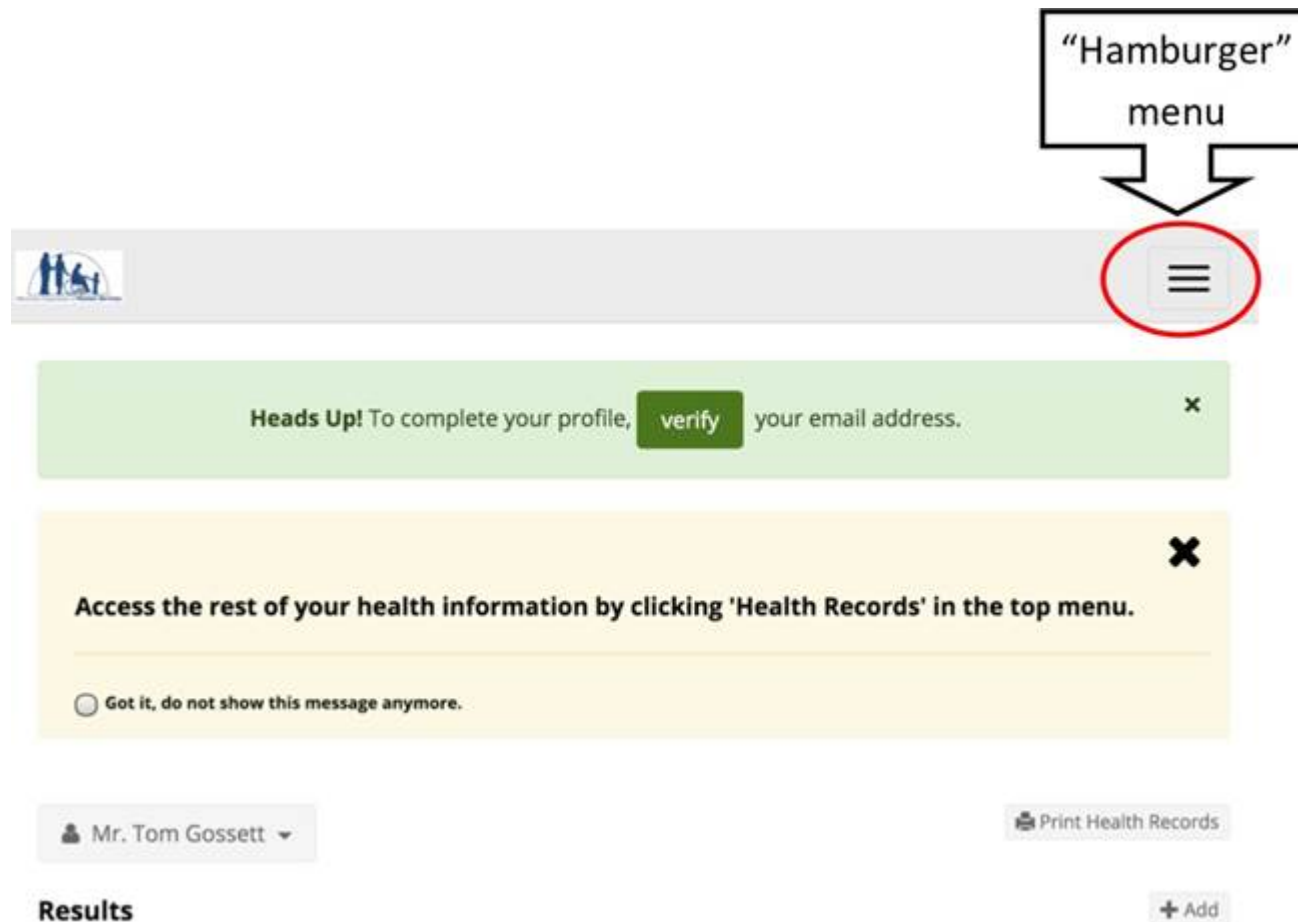 “Hamburger”
menu
Heads Up! To complete your profile, verify your email address.
Access the rest of your health information by clicking 'Health Records' in the top menu.
Got it, do not show this message anymore.
Mr. Tom Gossett
Print Health Records
Results
+ Add